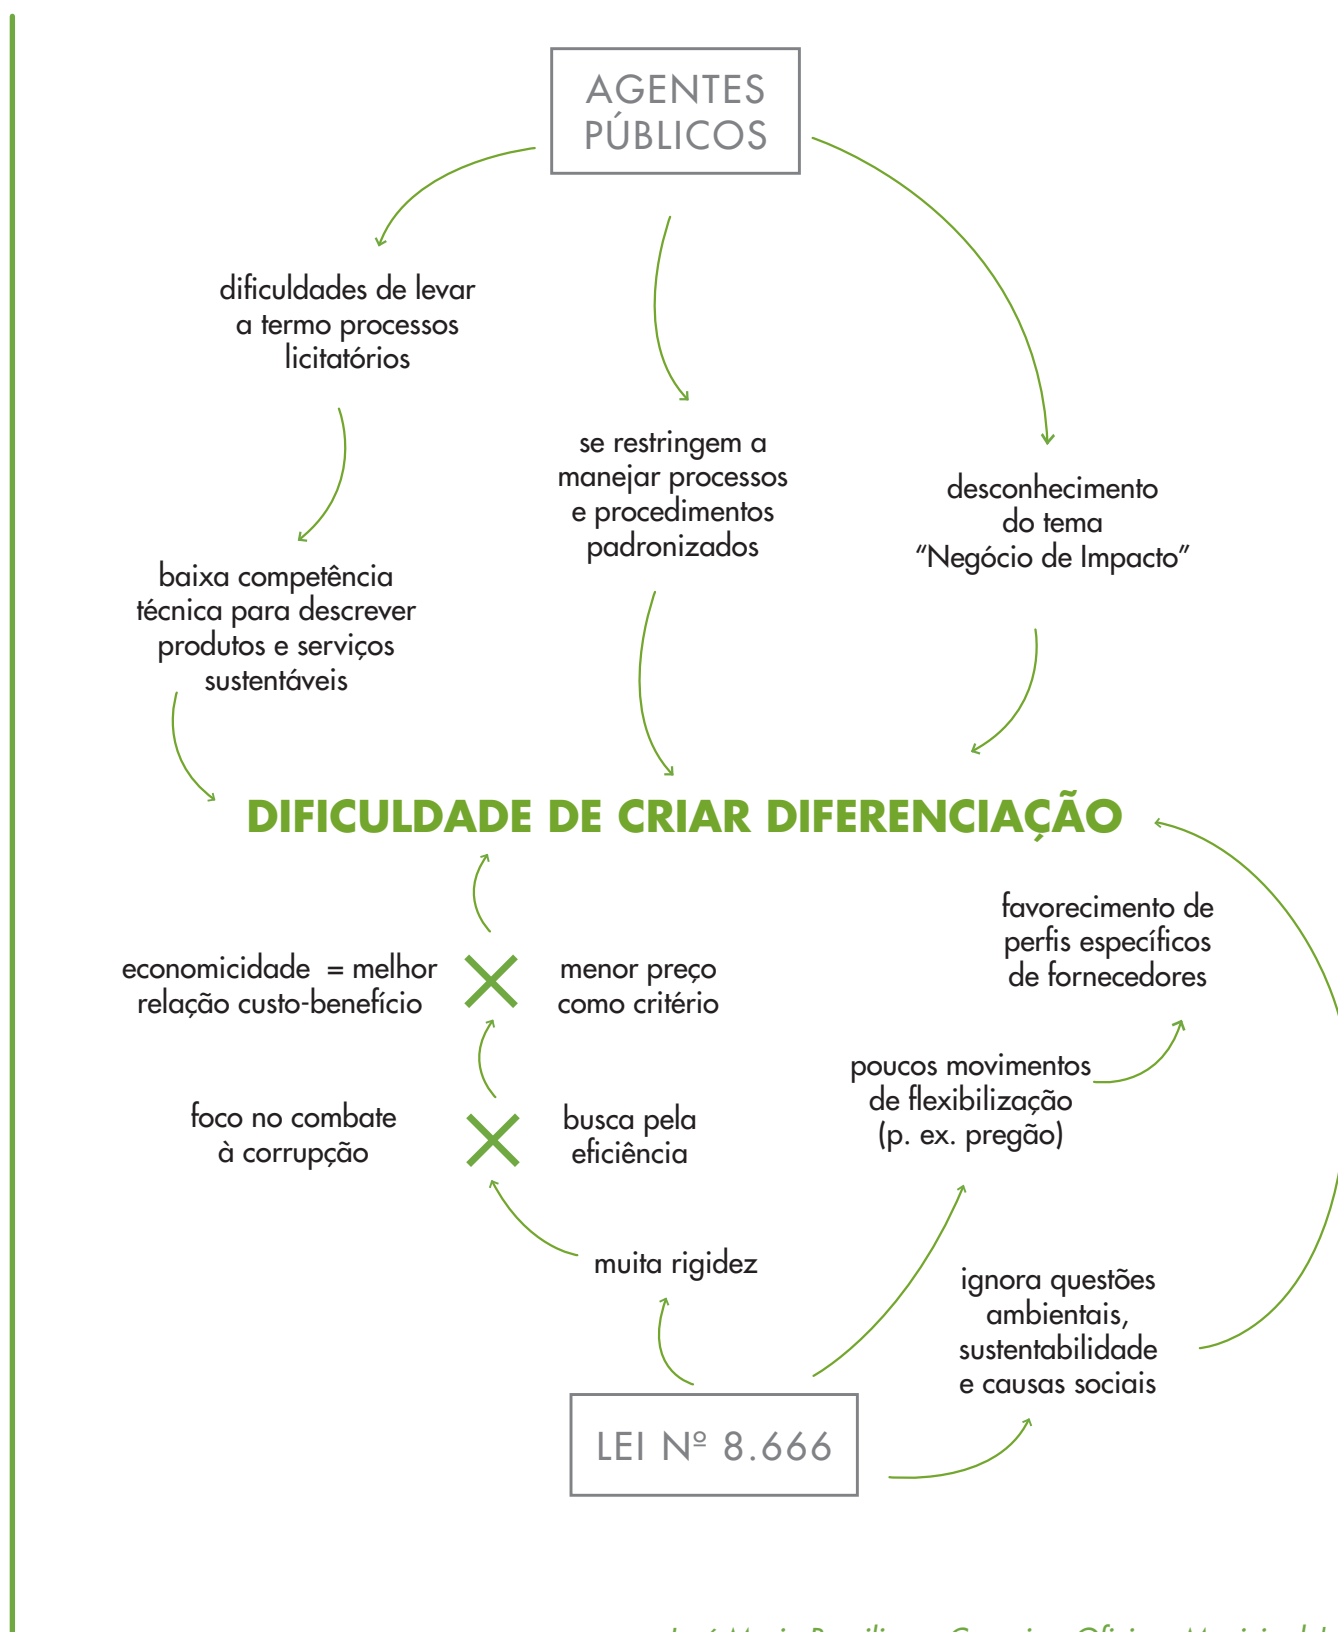 AGENTES
PÚBLICOS
dificuldades de levar
a termo processos
licitatórios
se restringem a
manejar processos
e procedimentos
padronizados
desconhecimento
do tema
“Negócio de Impacto”
baixa competência
técnica para descrever
produtos e serviços
sustentáveis
DIFICULDADE DE CRIAR DIFERENCIAÇÃO
favorecimento de
perfis específicos
de fornecedores
economicidade = melhor
relação custo-benefício
menor preço
como critério
poucos movimentos
de flexibilização
(p. ex. pregão)
foco no combate
à corrupção
busca pela
eficiência
muita rigidez
ignora questões
ambientais,
sustentabilidade
e causas sociais
LEI Nº 8.666